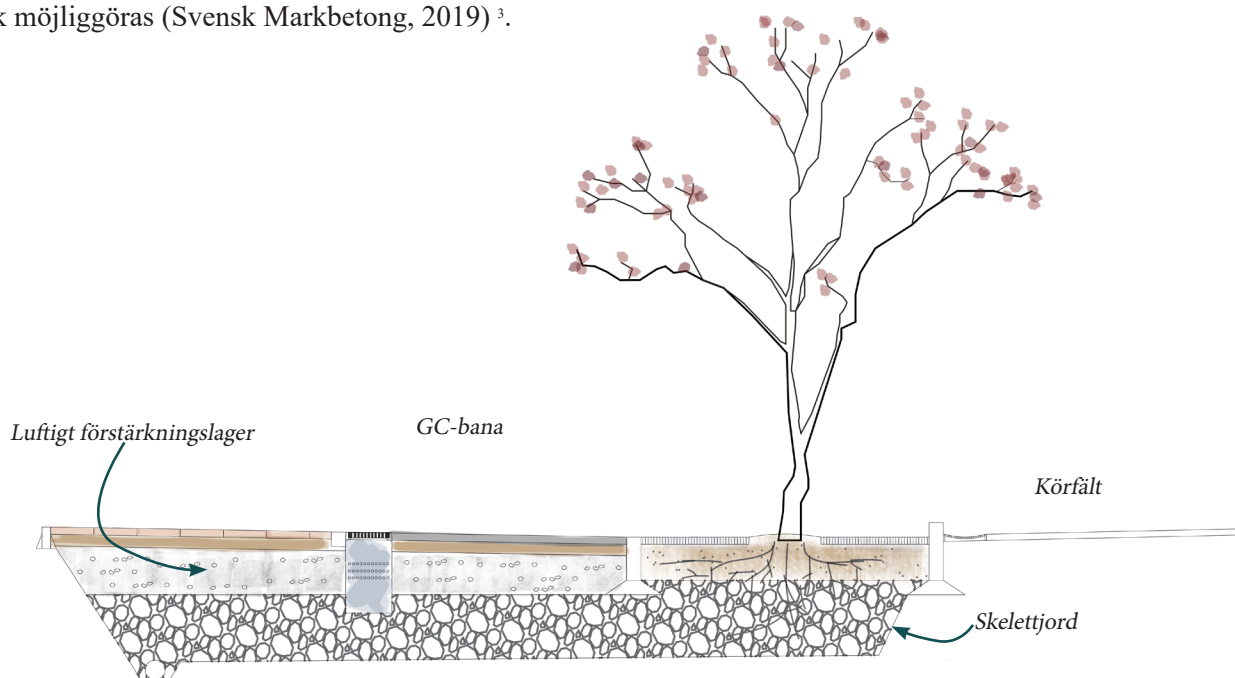 möjliggöras (Svensk Markbetong, 2019) ³.
GC-bana
Luftigt förstärkningslager
Körfält
Skelettjord